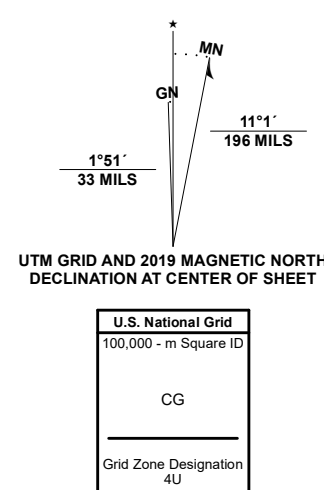 ★
MN
GN
11°1´
196 MILS
1°51´
33 MILS
UTM GRID AND 2019 MAGNETIC NORTH
DECLINATION AT CENTER OF SHEET
U.S. National Grid
100,000 - m Square ID
CG
Grid Zone Designation
4U